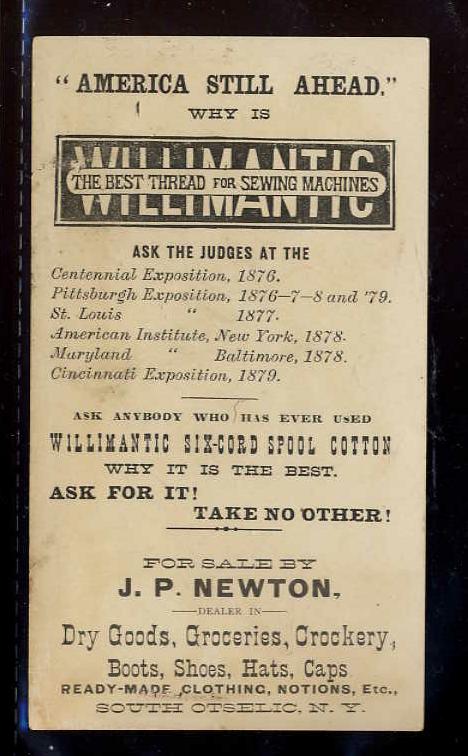 "AMERICA STILL AHEAD."
WHY IS
WILLIMANTIC
THE BEST THREAD FOR SEWING MACHINES
ASK THE JUDGES AT THE
Centennial Exposition, 1876.
Pittsburgh Exposition, 1876-7-8 and '79.
St. Louis " 1877.
American Institute, New York, 1878.
Maryland " Baltimore, 1878.
Cincinnati Exposition, 1879.
ASK ANYBODY WHO HAS EVER USED
WILLIMANTIC SIX-CORD SPOOL COTTON
WHY IT IS THE BEST.
ASK FOR IT!
TAKE NO OTHER!
FOR SALE BY
J. P. NEWTON,
DEALER IN
Dry Goods, Groceries, Crockery,
Boots, Shoes, Hats, Caps
READY-MADE CLOTHING, NOTIONS, Etc.,
SOUTH OTSELIC, N. Y.